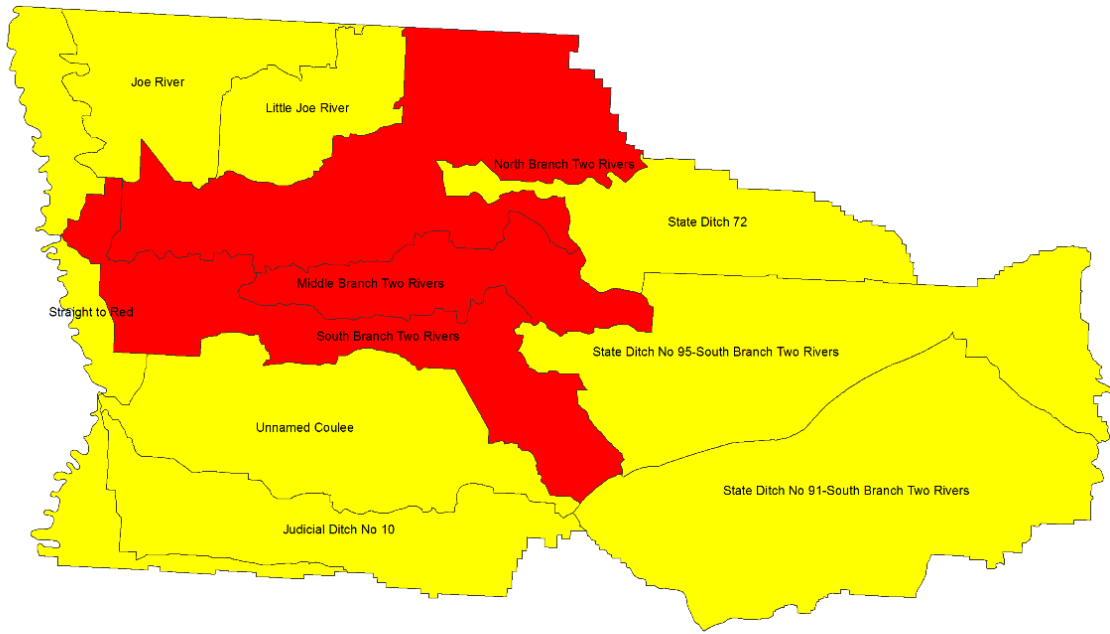 Joe River
Little Joe River
North Branch Two Rivers
State Ditch 72
Middle Branch Two Rivers
Straight to Red
South Branch Two Rivers
State Ditch No 95-South Branch Two Rivers
Unnamed Coulee
State Ditch No 91-South Branch Two Rivers
Judicial Ditch No 10